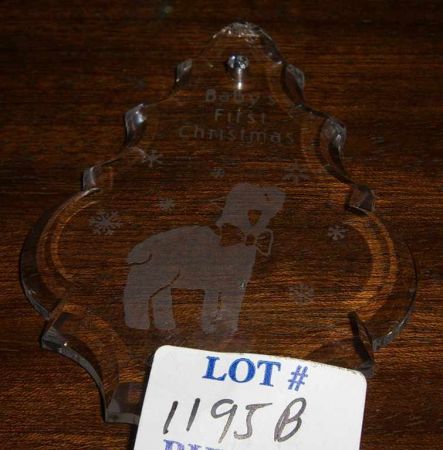 Baby's
First
Christmas
LOT #
1195B